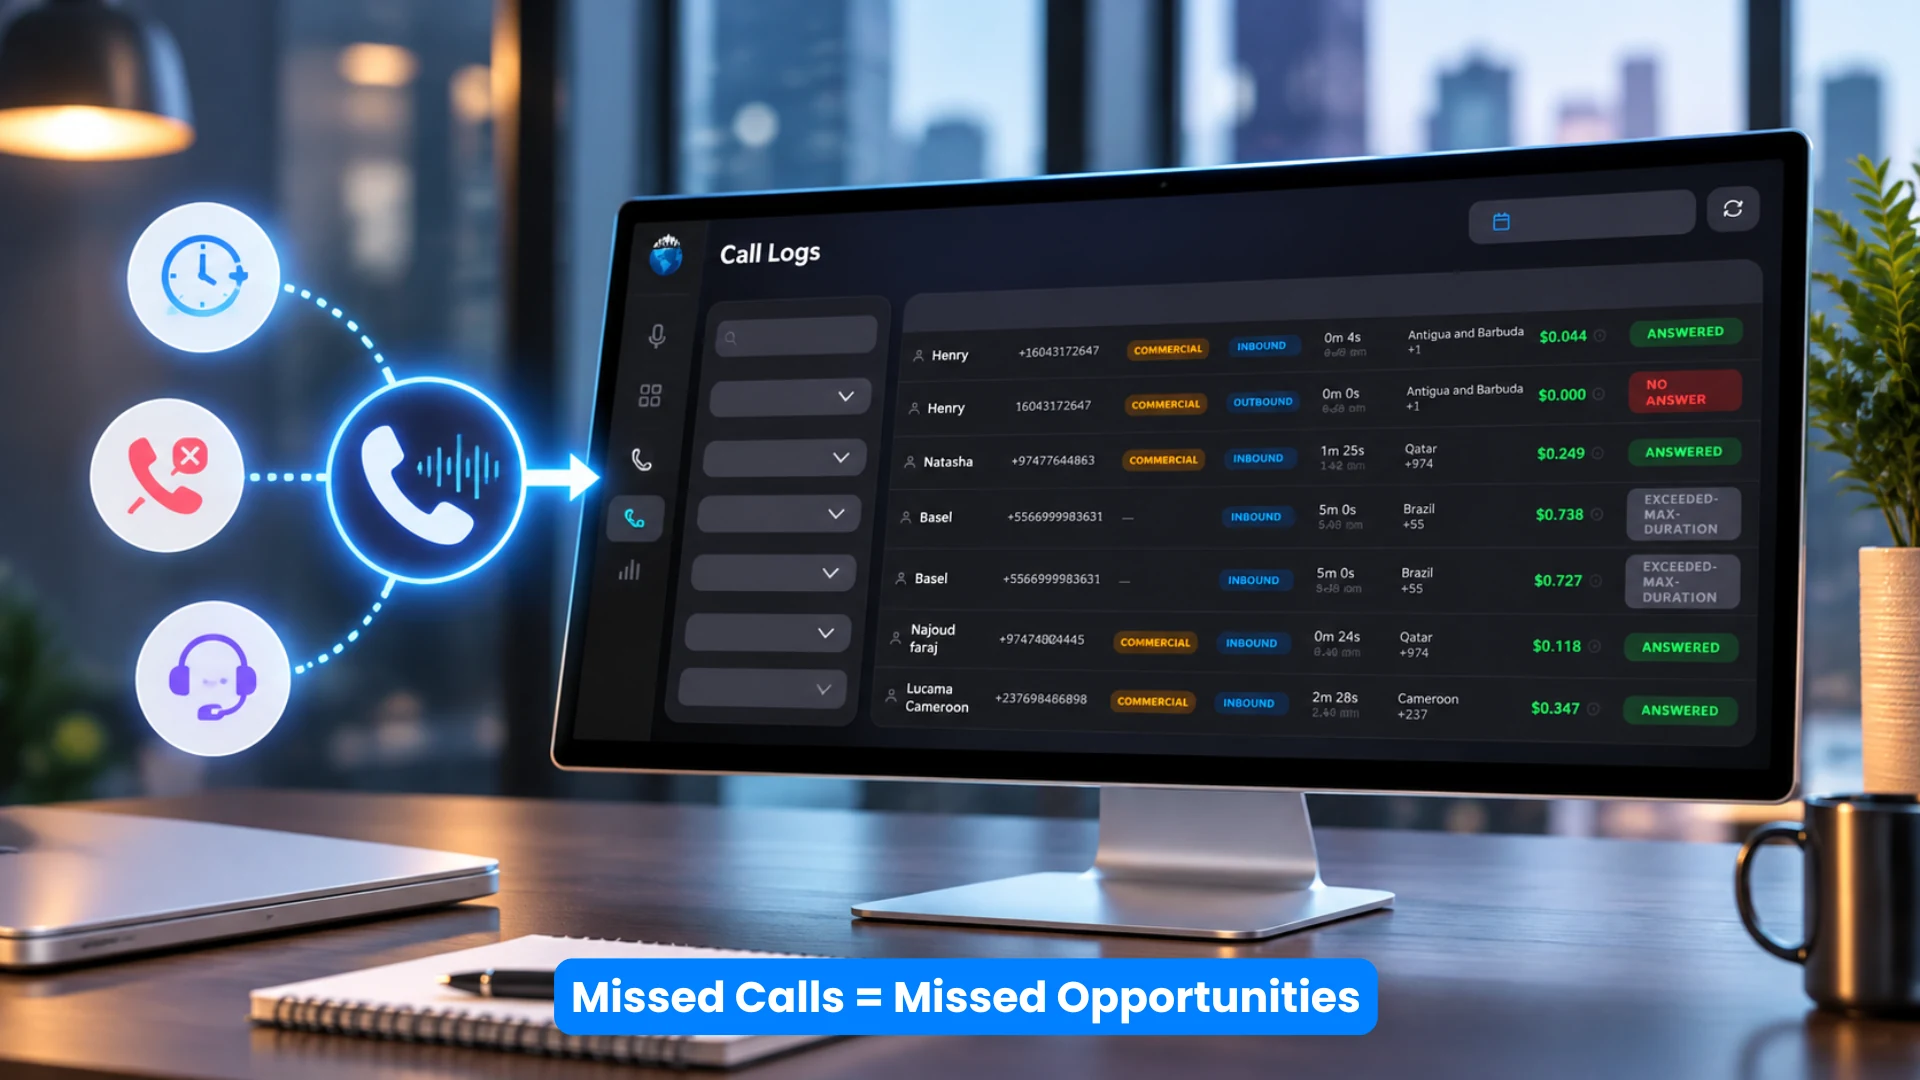 Call Logs
Henry +16043172647 COMMERCIAL INBOUND 0m 4s Antigua and Barbuda +1 $0.044 ANSWERED
Henry 16043172647 COMMERCIAL OUTBOUND 0m 0s Antigua and Barbuda +1 $0.000 NO ANSWER
Natasha +97477644863 COMMERCIAL INBOUND 1m 25s Qatar +974 $0.249 ANSWERED
Basel +5566999983631 — INBOUND 5m 0s Brazil +55 $0.738 EXCEEDED-MAX-DURATION
Basel +5566999983631 — INBOUND 5m 0s Brazil +55 $0.727 EXCEEDED-MAX-DURATION
Najoud faraj COMMERCIAL INBOUND 0m 24s Qatar +974 $0.118 ANSWERED
Lucama Cameroon +237698466898 COMMERCIAL INBOUND 2m 28s Cameroon +237 $0.347 ANSWERED
Missed Calls = Missed Opportunities